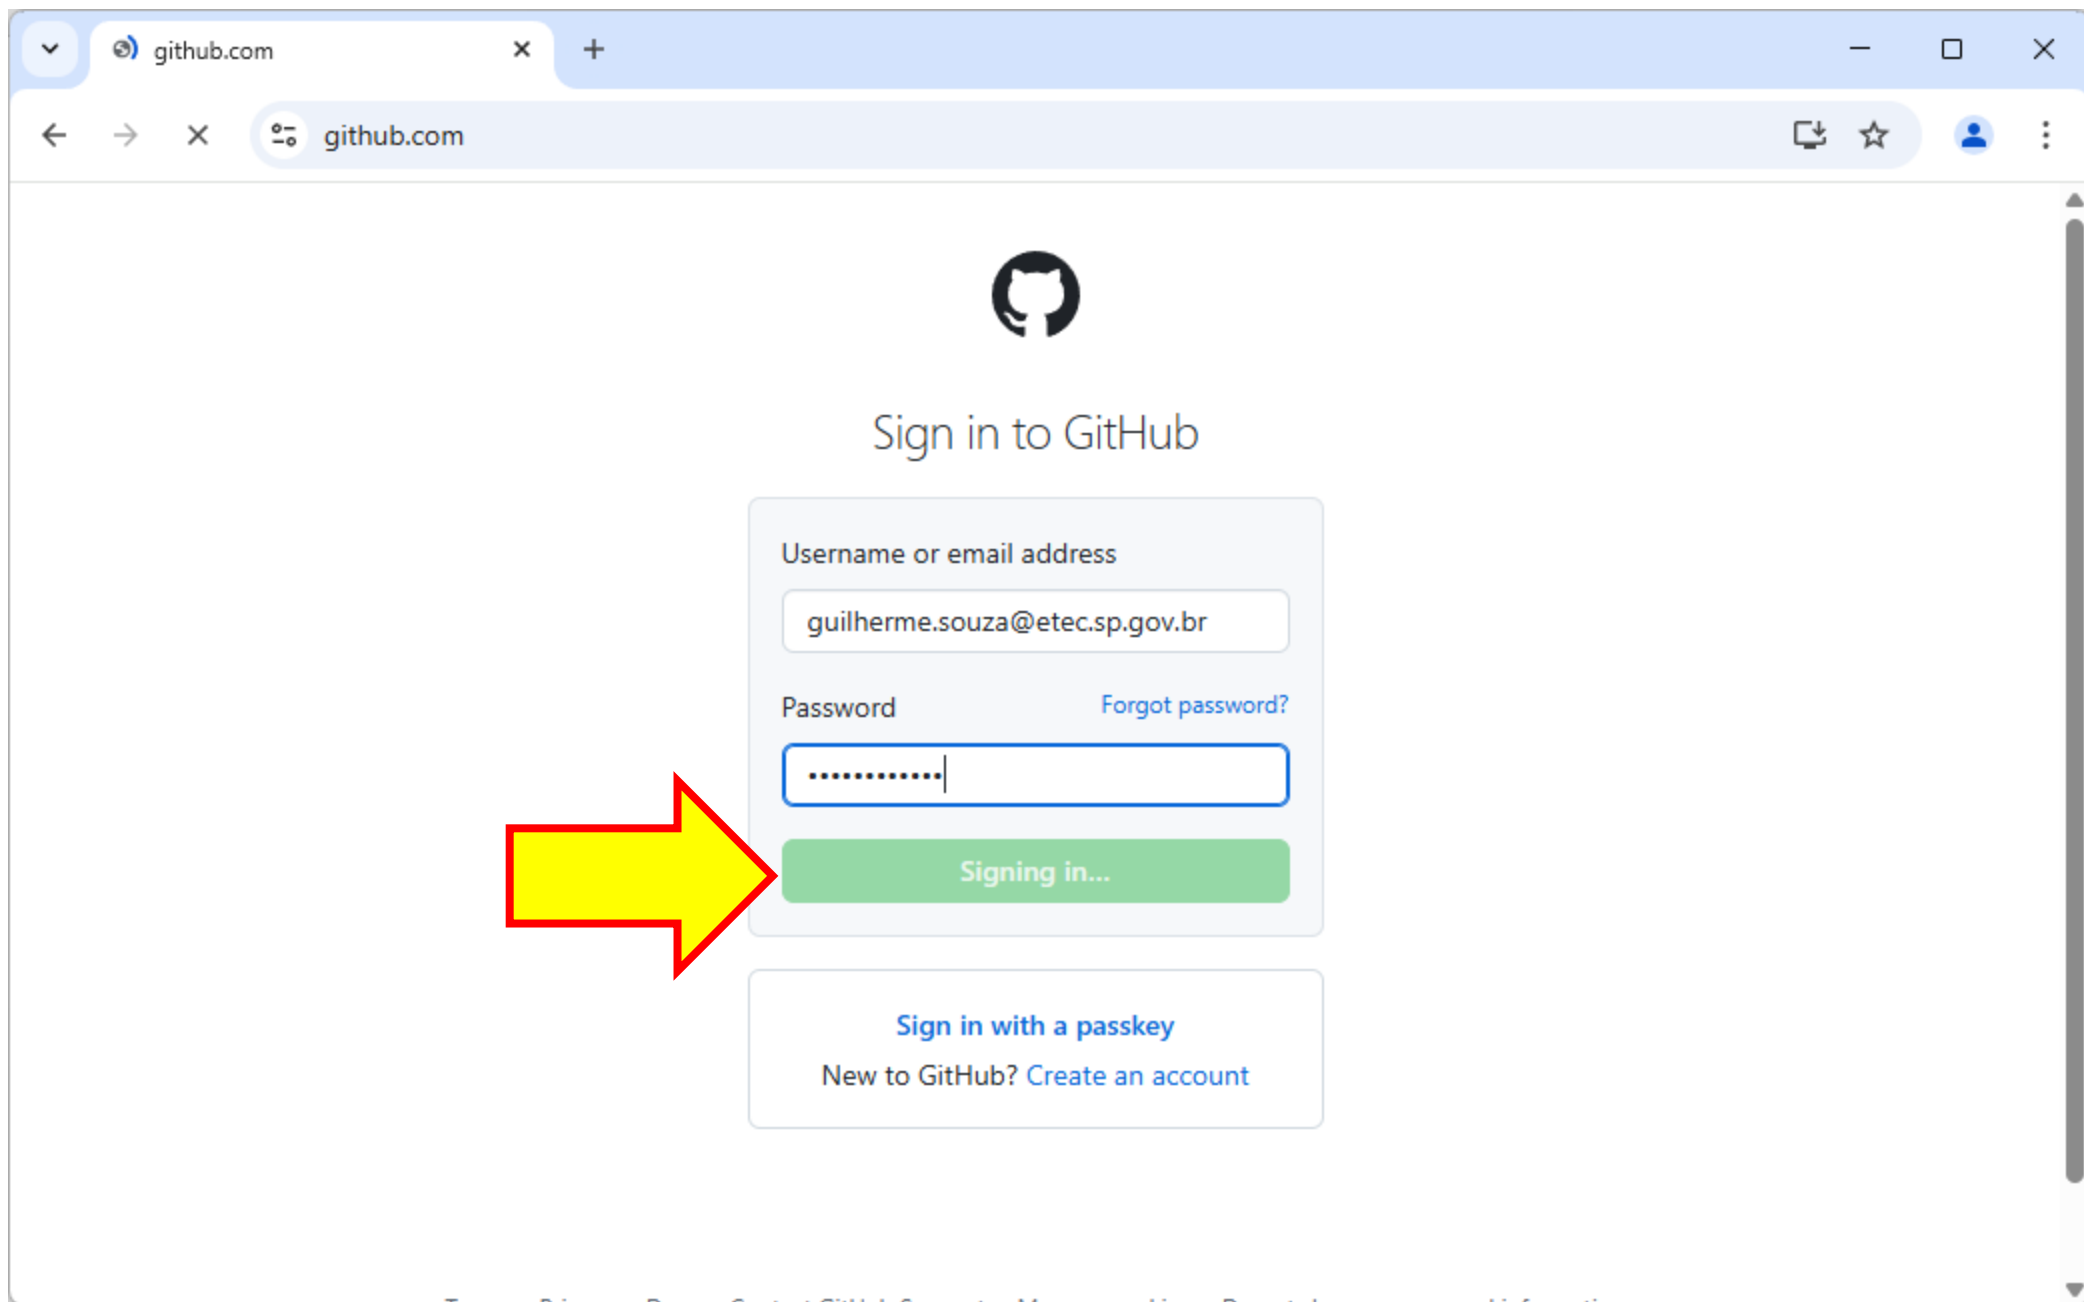 github.com
github.com
Sign in to GitHub
Username or email address
guilherme.souza@etec.sp.gov.br
Password Forgot password?
••••••••••••
Signing in...
Sign in with a passkey
New to GitHub? Create an account